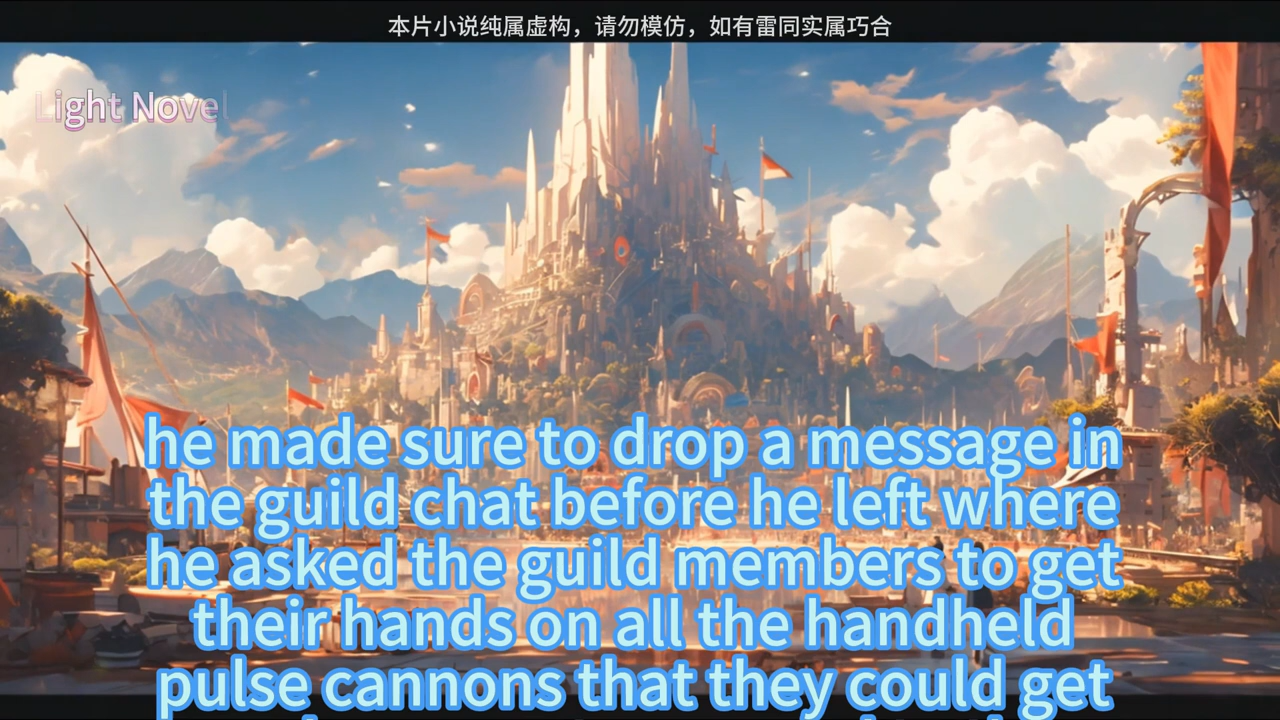 本片小说纯属虚构，请勿模仿，如有雷同实属巧合
Light Novel
he made sure to drop a message in
the guild chat before he left where
he asked the guild members to get
their hands on all the handheld
pulse cannons that they could get